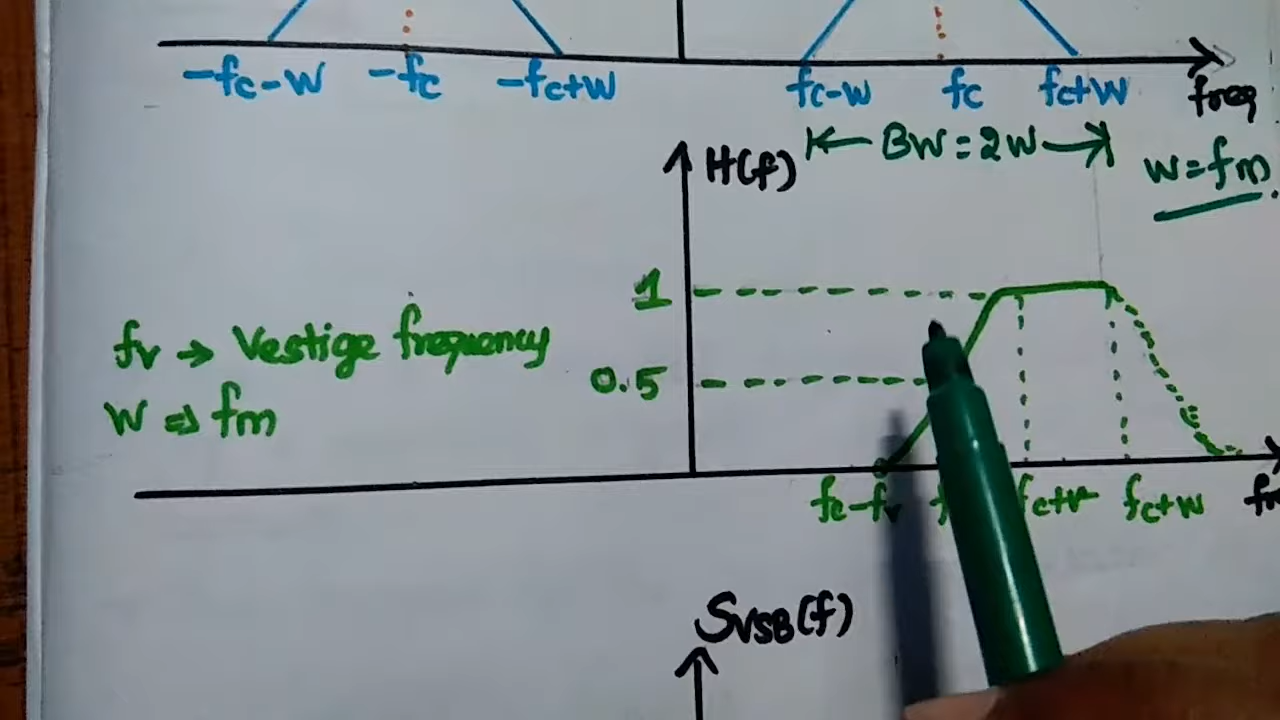 -fc-W -fc -fc+W fc-W fc fc+W freq
BW=2W
W=fm
H(f)
1
fv → Vestige frequency
0.5
W ⇒ fm
fc-fv fc+v fc+W
SVSB(f)